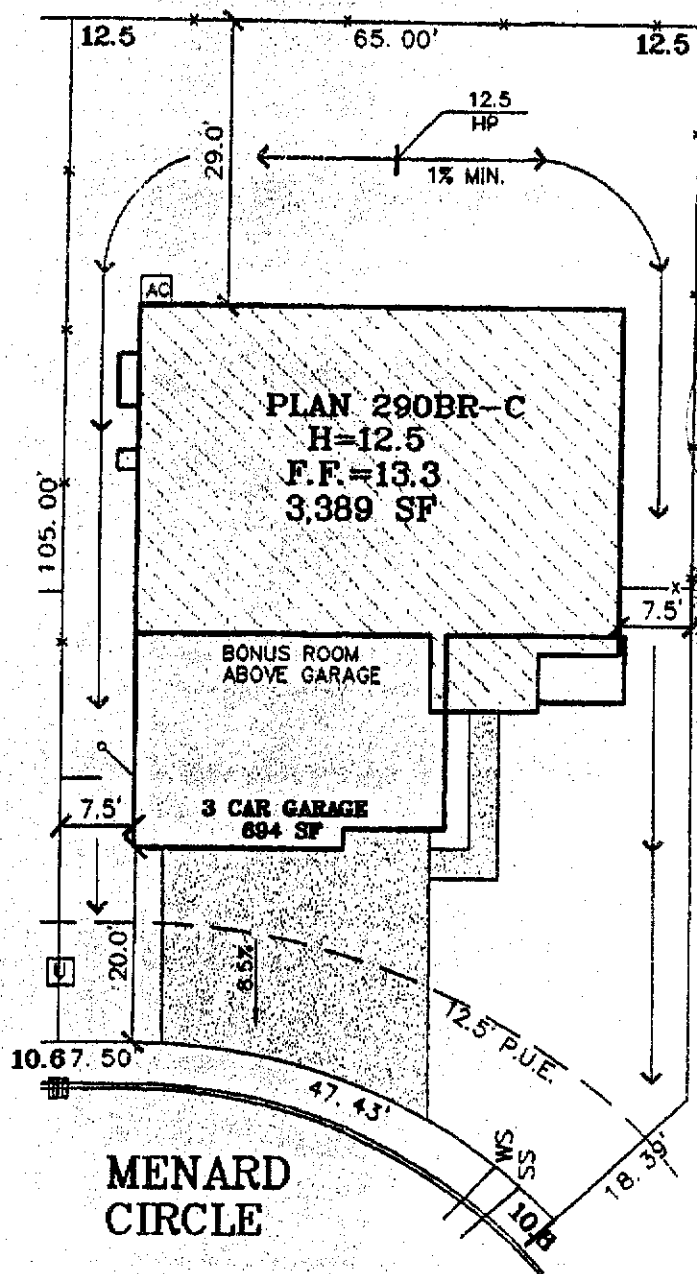 12.5
65.00'
12.5
29.0'
12.5
HP
1% MIN.
AC
PLAN 290BR-C
H=12.5
F.F.=13.3
3,389 SF
105.00'
7.5'
BONUS ROOM
ABOVE GARAGE
7.5'
3 CAR GARAGE
694 SF
20.0'
8.5%
U
12.5' P.U.E.
10.6
7.50
47.43'
WS
SS
18.39'
10.8
MENARD
CIRCLE